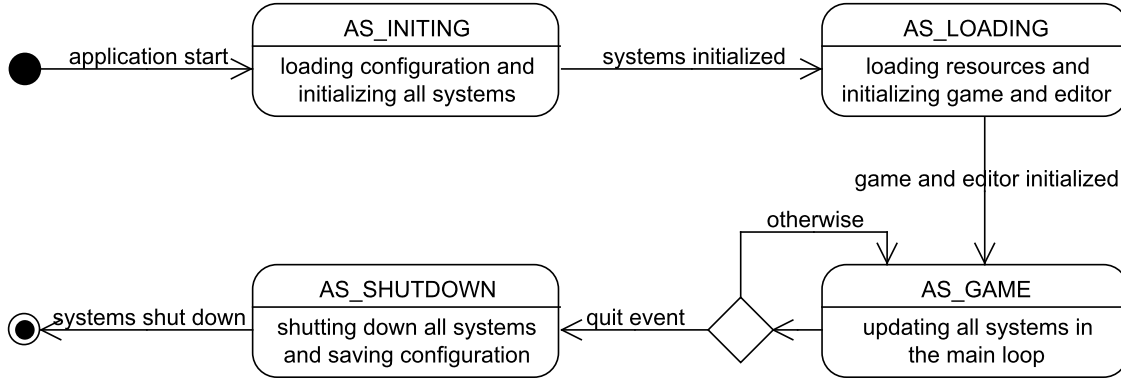 application start
AS_INITING
loading configuration and
initializing all systems
systems initialized
AS_LOADING
loading resources and
initializing game and editor
game and editor initialized
otherwise
AS_GAME
updating all systems in
the main loop
quit event
AS_SHUTDOWN
shutting down all systems
and saving configuration
systems shut down